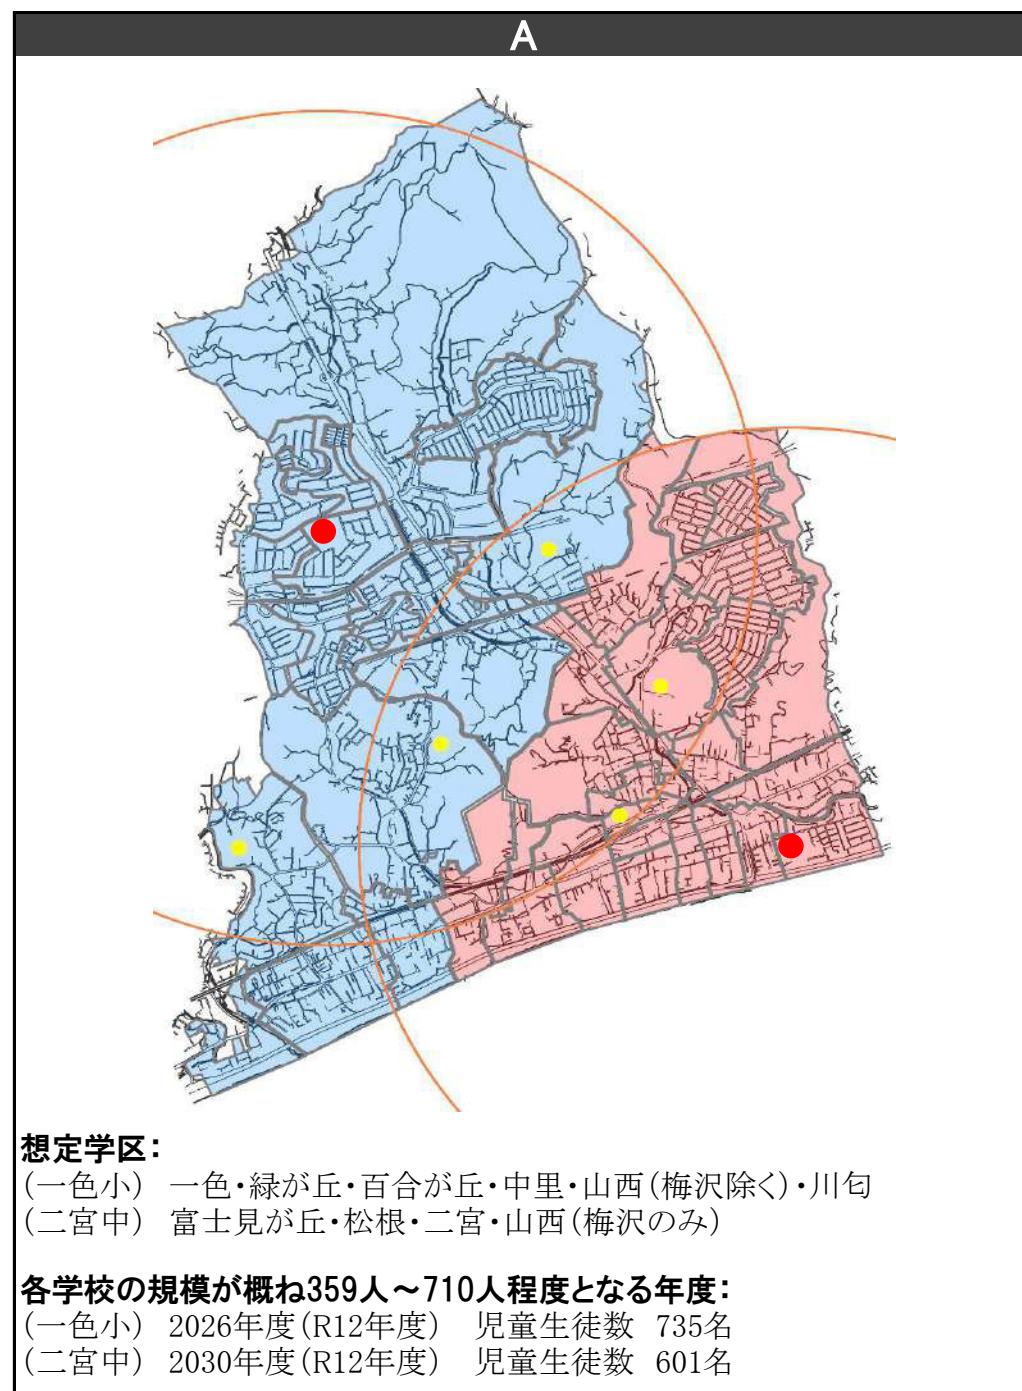 A
想定学区：
（一色小） 一色・緑が丘・百合が丘・中里・山西（梅沢除く）・川匂
（二宮中） 富士見が丘・松根・二宮・山西（梅沢のみ）
各学校の規模が概ね359人～710人程度となる年度：
（一色小） 2026年度（R12年度） 児童生徒数 735名
（二宮中） 2030年度（R12年度） 児童生徒数 601名